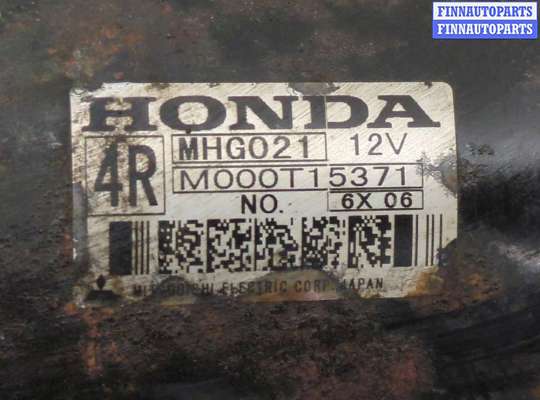 FINNAUTOPARTS
FINNAUTOPARTS
HONDA
4R
MHG021 12V
M000T15371
NO. 6X 06
MITSUBISHI ELECTRIC CORP. JAPAN